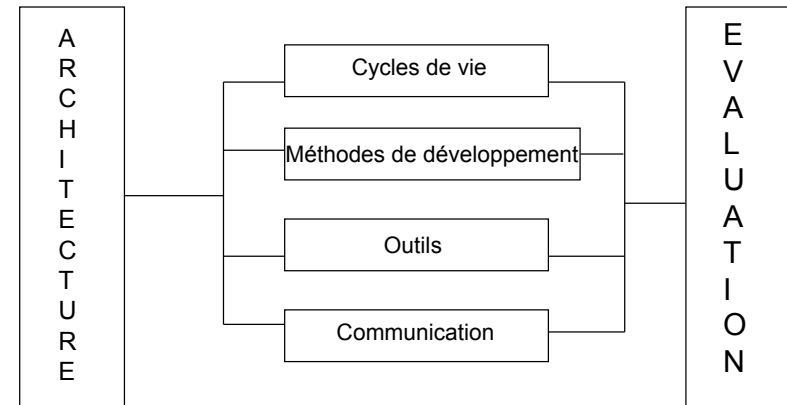 ARCHITECTURE
Cycles de vie
Méthodes de développement
Outils
Communication
EVALUATION